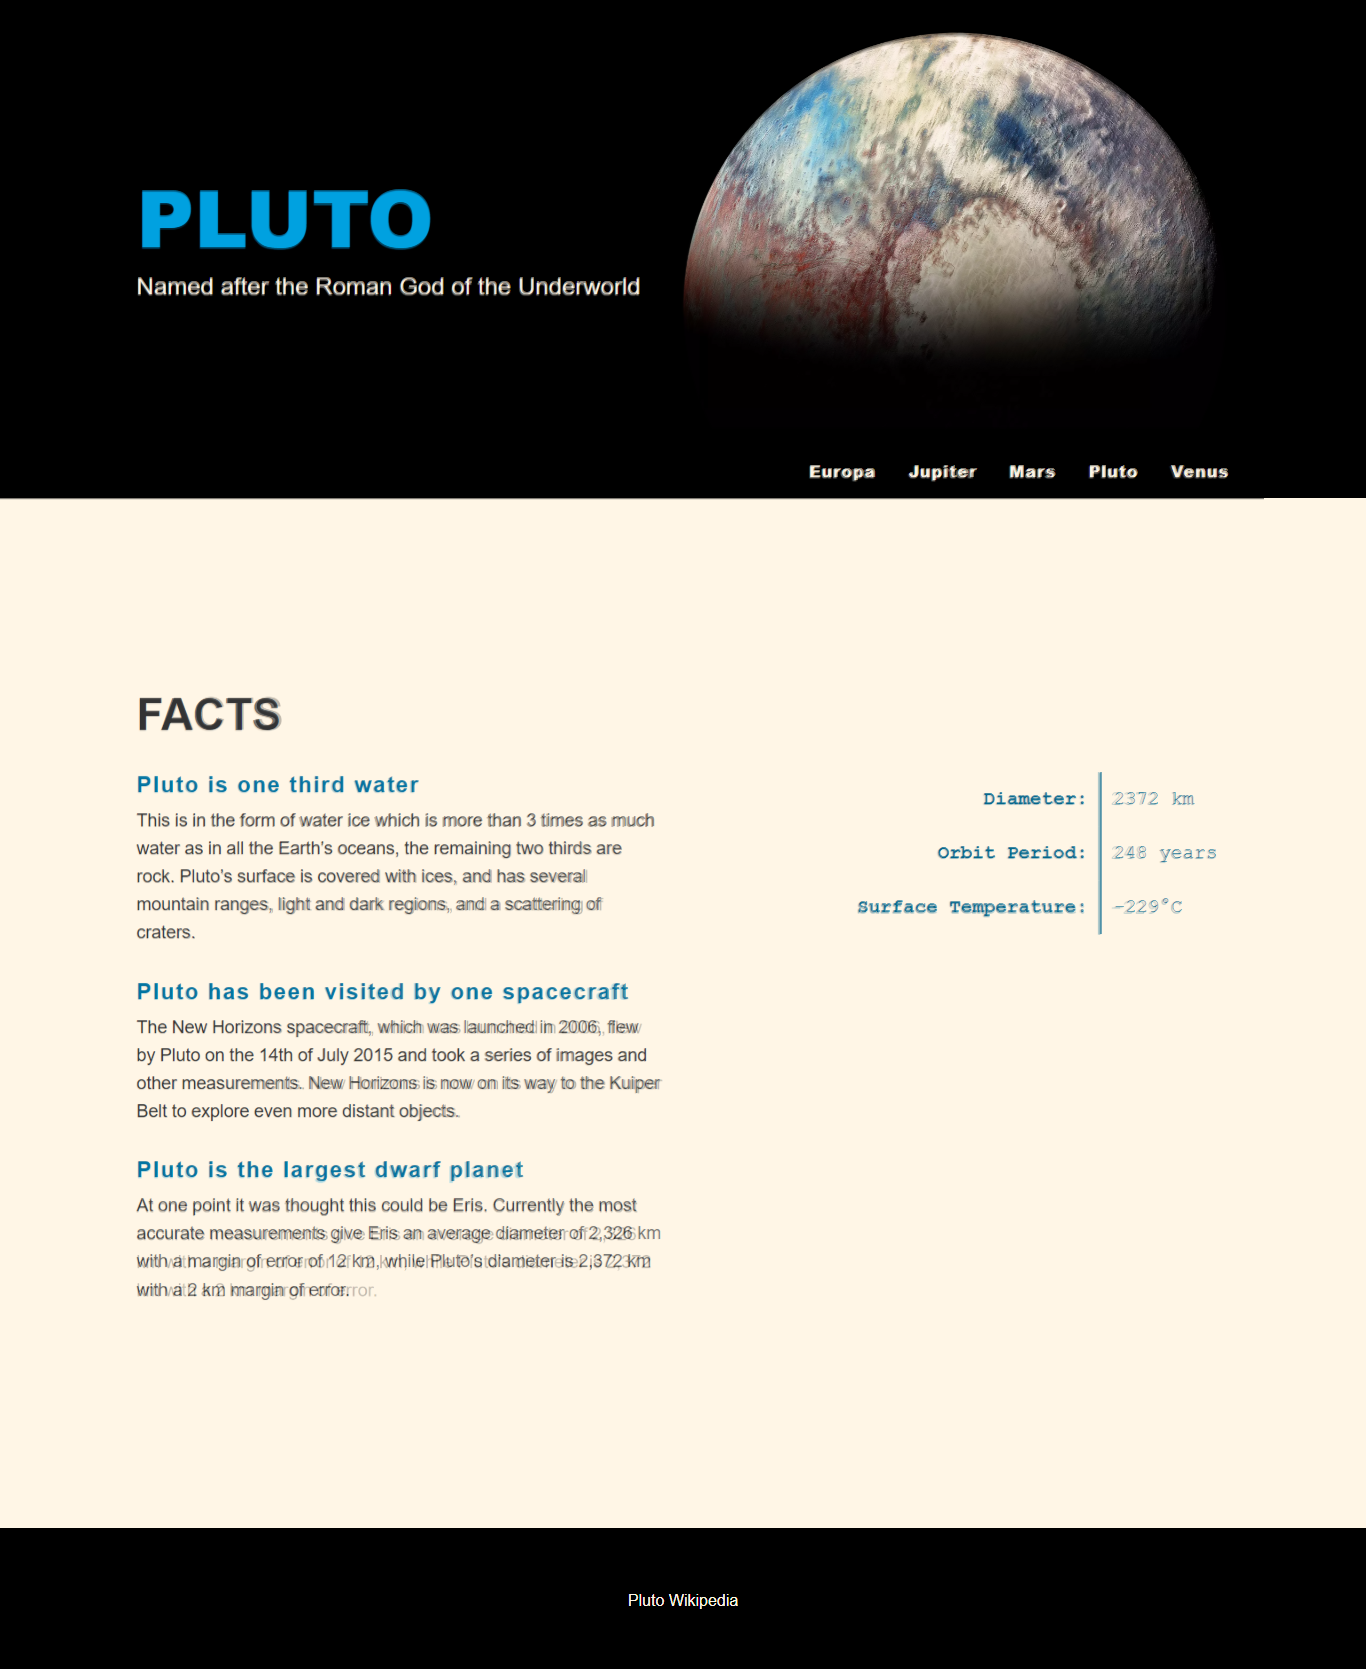 PLUTO
Named after the Roman God of the Underworld
Europa Jupiter Mars Pluto Venus
FACTS
Pluto is one third water
This is in the form of water ice which is more than 3 times as much
water as in all the Earth's oceans, the remaining two thirds are
rock. Pluto's surface is covered with ices, and has several
mountain ranges, light and dark regions, and a scattering of
craters.
Diameter: 2372 km
Orbit Period: 248 years
Surface Temperature: -229°C
Pluto has been visited by one spacecraft
The New Horizons spacecraft, which was launched in 2006, flew
by Pluto on the 14th of July 2015 and took a series of images and
other measurements. New Horizons is now on its way to the Kuiper
Belt to explore even more distant objects.
Pluto is the largest dwarf planet
At one point it was thought this could be Eris. Currently the most
accurate measurements give Eris an average diameter of 2,326 km
with a margin of error of 12 km, while Pluto's diameter is 2,372 km
with a 2 km margin of error.
Pluto Wikipedia